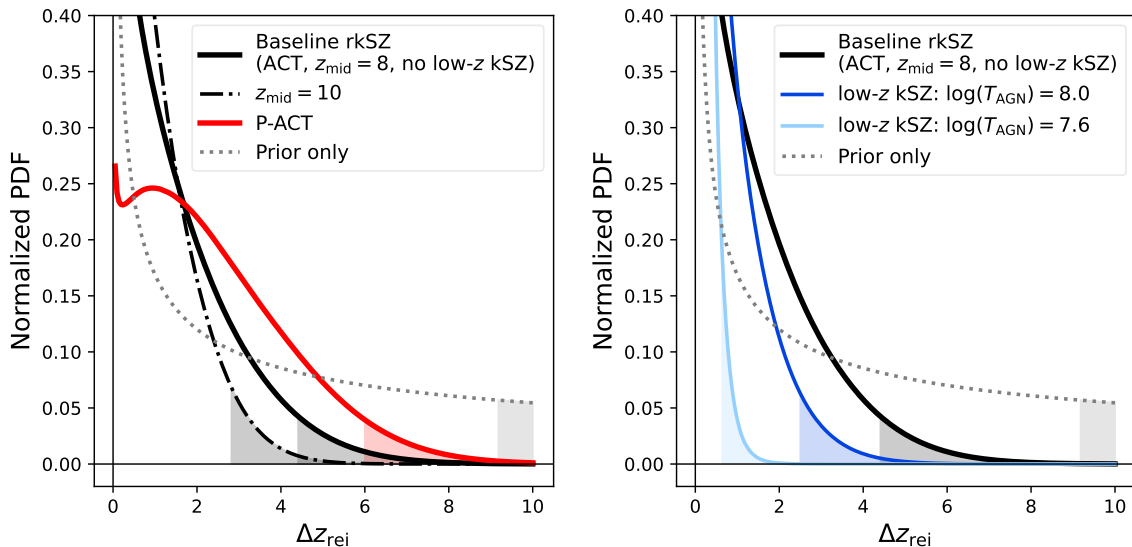 0.40
0.35
0.30
0.25
0.20
0.15
0.10
0.05
0.00
Normalized PDF
0 2 4 6 8 10
Δz_rei
Baseline rkSZ
(ACT, z_mid = 8, no low-z kSZ)
z_mid = 10
P-ACT
Prior only
0.40
0.35
0.30
0.25
0.20
0.15
0.10
0.05
0.00
Normalized PDF
0 2 4 6 8 10
Δz_rei
Baseline rkSZ
(ACT, z_mid = 8, no low-z kSZ)
low-z kSZ: log(T_AGN) = 8.0
low-z kSZ: log(T_AGN) = 7.6
Prior only